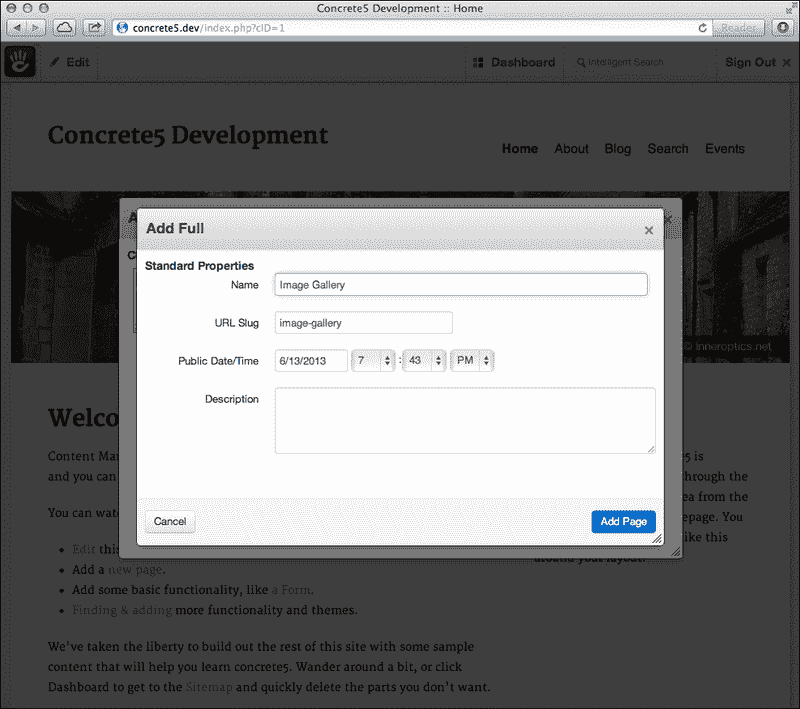 Concrete5 Development :: Home
concrete5.dev/index.php?cID=1
Reader
Edit
Dashboard
Intelligent Search
Sign Out
Concrete5 Development
Home About Blog Search Events
Add Full
Standard Properties
Name Image Gallery
URL Slug image-gallery
Public Date/Time 6/13/2013 7 : 43 PM
Description
Cancel
Add Page
© Inneroptics.net
Welco
Content Mar
5 is
and you can
hrough the
ea from the
You can wat
epage. You
Edit this
ike this
Add a new page.
around your layout.
Add some basic functionality, like a Form.
Finding & adding more functionality and themes.
We've taken the liberty to build out the rest of this site with some sample
content that will help you learn concrete5. Wander around a bit, or click
Dashboard to get to the Sitemap and quickly delete the parts you don't want.